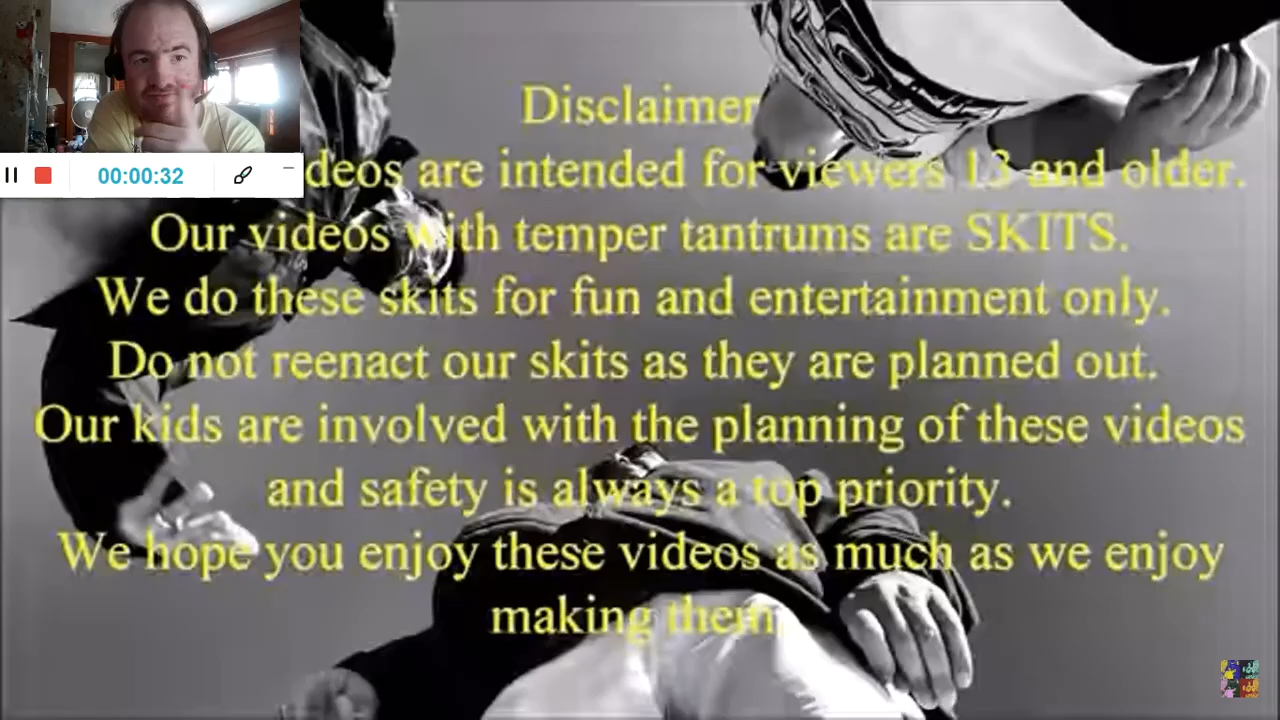 Disclaimer
deos are intended for viewers 13 and older.
Our videos with temper tantrums are SKITS.
We do these skits for fun and entertainment only.
Do not reenact our skits as they are planned out.
Our kids are involved with the planning of these videos
and safety is always a top priority.
We hope you enjoy these videos as much as we enjoy
making them.
00:00:32